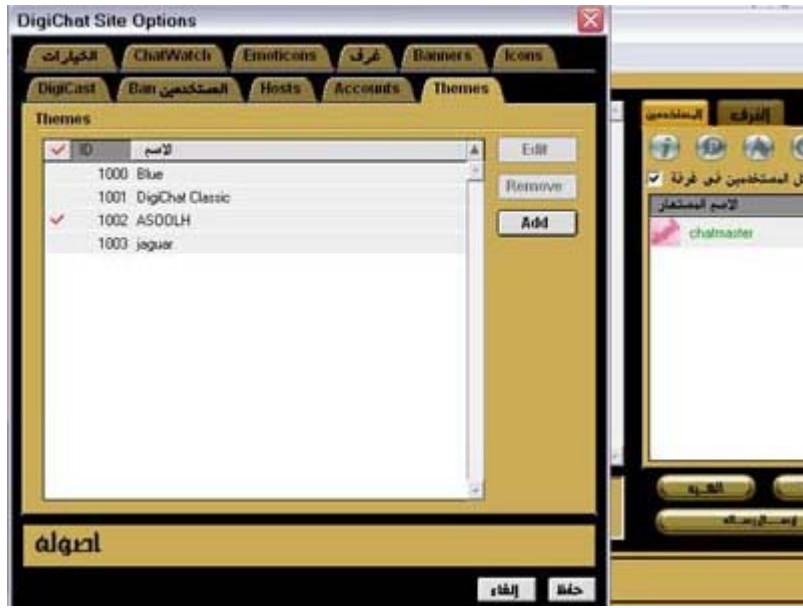 DigiChat Site Options
الخيارات ChatWatch Emoticons غرف Banners Icons
DigiCast Ban المستخدمين Hosts Accounts Themes
Themes
ID الاسم
Edit
1000 Blue
1001 DigiChat Classic
Remove
1002 ASOOLH
Add
1003 jaguar
اصوله
إلغاء حفظ
المستخدمين الغرف
كل المستخدمين في غرفة
الاسم المستعار
chatmaster